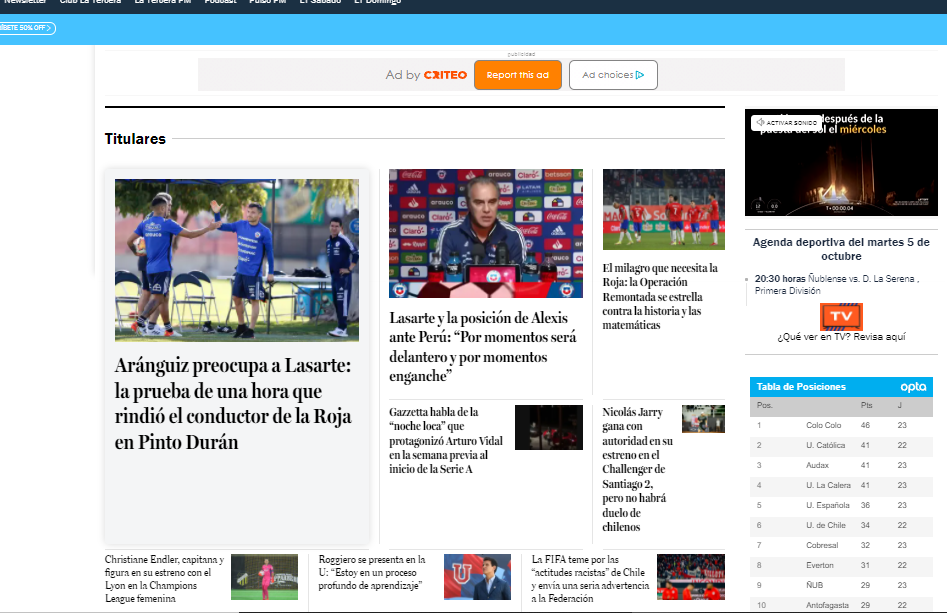 Newsletter Club La Tercera La Tercera PM Podcast Pulso PM LT Sábado LT Domingo
50% OFF >
publicidad
Ad by CRITEO Report this ad Ad choices
Titulares
Aránguiz preocupa a Lasarte:
la prueba de una hora que
rindió el conductor de la Roja
en Pinto Durán
Lasarte y la posición de Alexis
ante Perú: “Por momentos será
delantero y por momentos
enganche”
El milagro que necesita la
Roja: la Operación
Remontada se estrella
contra la historia y las
matemáticas
Gazzetta habla de la
“noche loca” que
protagonizó Arturo Vidal
en la semana previa al
inicio de la Serie A
Nicolás Jarry
gana con
autoridad en su
estreno en el
Challenger de
Santiago 2,
pero no habrá
duelo de
chilenos
Christiane Endler, capitana y
figura en su estreno con el
Lyon en la Champions
League femenina
Roggiero se presenta en la
U: “Estoy en un proceso
profundo de aprendizaje”
La FIFA teme por las
“actitudes racistas” de Chile
y envía una seria advertencia
a la Federación
ACTIVAR SONIDO
después de la
puesta del sol el miércoles
Agenda deportiva del martes 5 de
octubre
20:30 horas Ñublense vs. D. La Serena ,
Primera División
TV
¿Qué ver en TV? Revisa aquí
Tabla de Posiciones opta
Pos. Pts J
1 Colo Colo 46 23
2 U. Católica 41 22
3 Audax 41 23
4 U. La Calera 41 23
5 U. Española 36 23
6 U. de Chile 34 22
7 Cobresal 32 23
8 Everton 31 22
9 ÑUB 29 23
10 Antofagasta 29 22